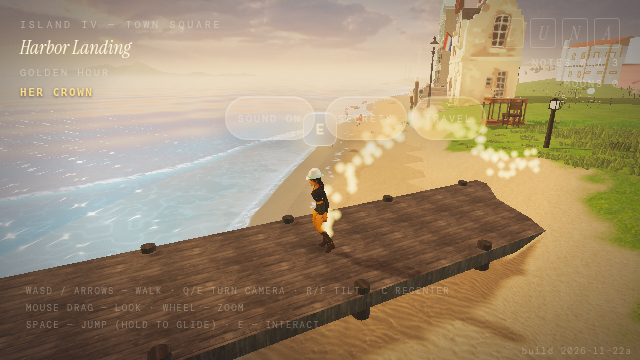 ISLAND IV — TOWN SQUARE
Harbor Landing
GOLDEN HOUR
HER CROWN
U N A
SOUND ON
E
WASD / ARROWS — WALK · Q/E TURN CAMERA · R/F TILT · C RECENTER
MOUSE DRAG — LOOK · WHEEL — ZOOM
SPACE — JUMP (HOLD TO GLIDE) · E — INTERACT
build 2026-11-22a